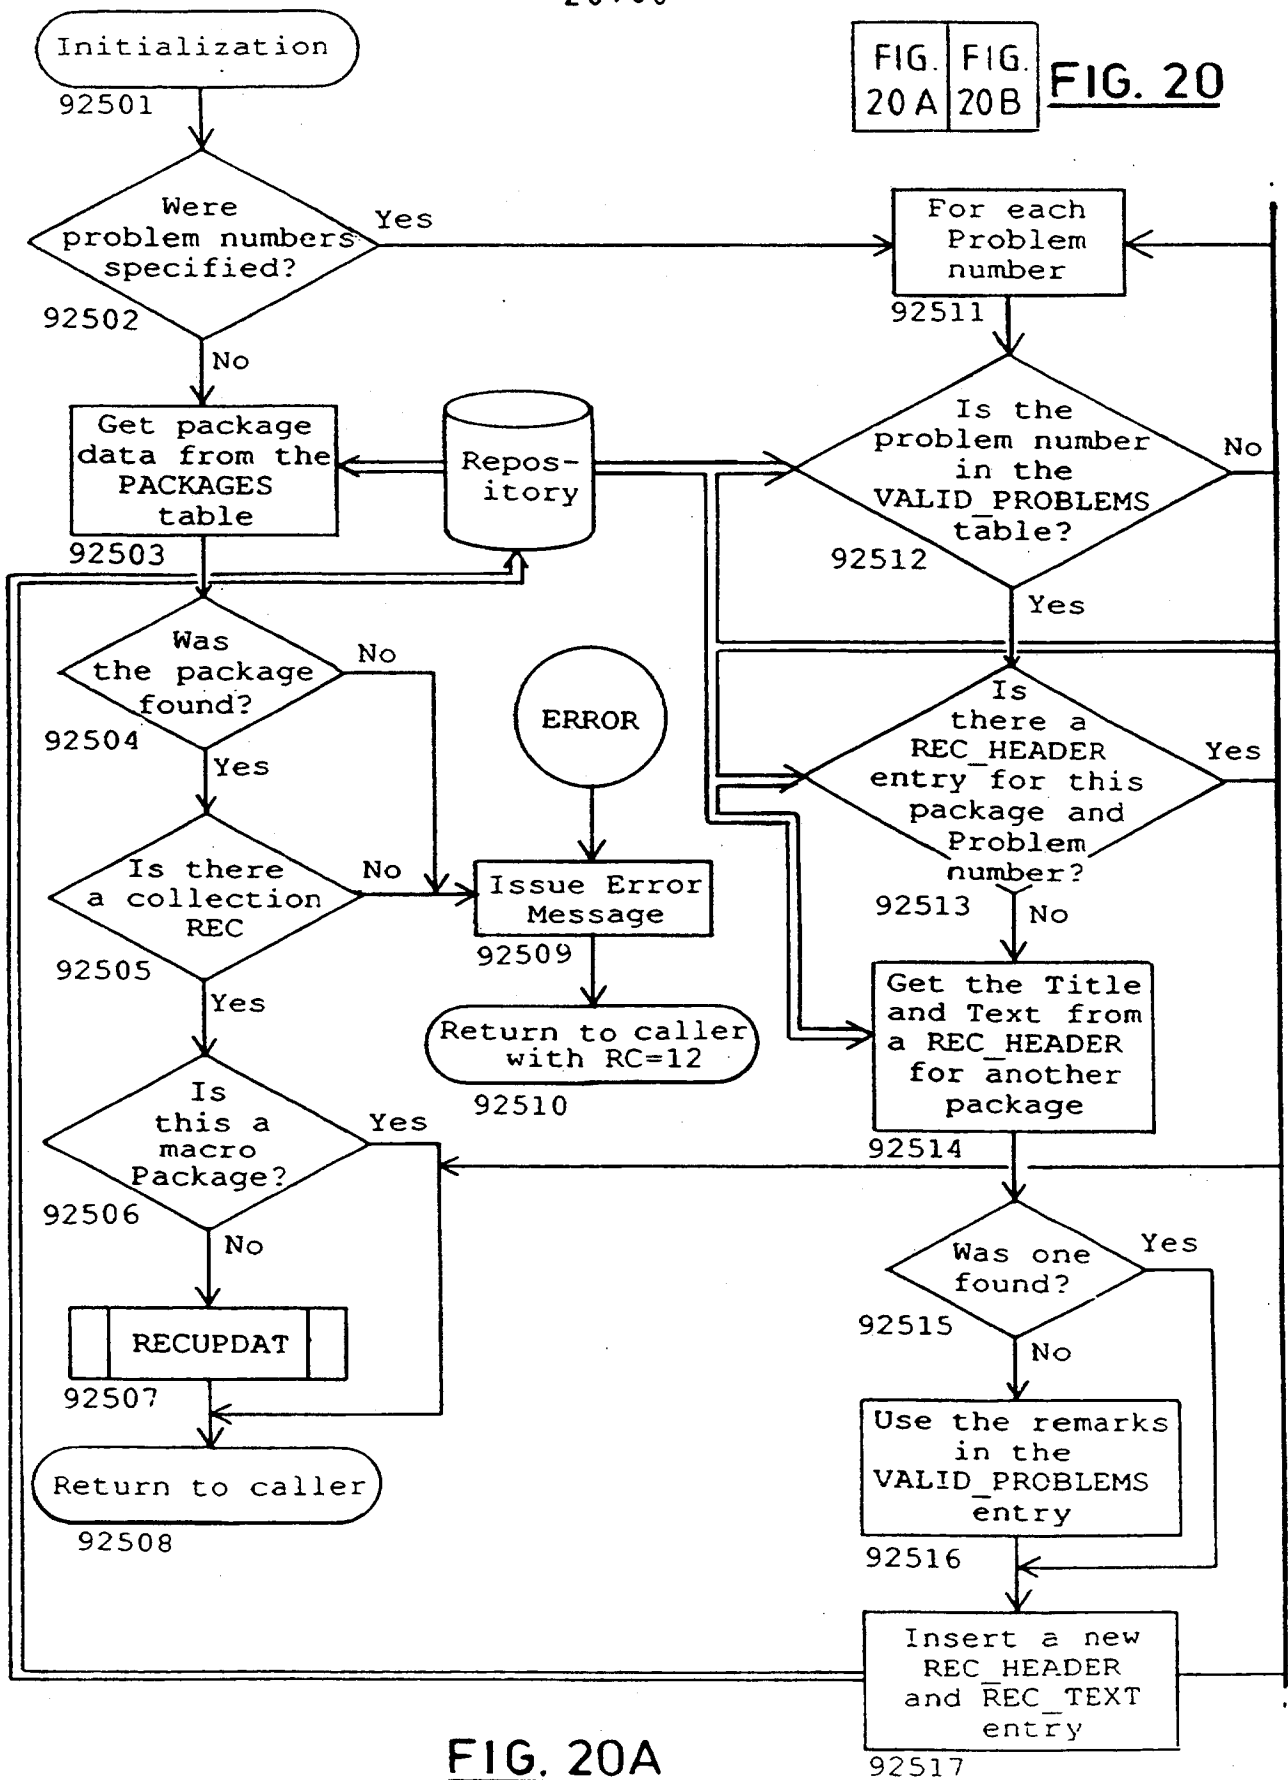 Initialization
92501
FIG. 20A
FIG. 20B
FIG. 20
Were
problem numbers
specified?
Yes
92502
No
For each
Problem
number
92511
Get package
data from the
PACKAGES
table
92503
Repos-
itory
Is the
problem number
in the
VALID_PROBLEMS
table?
No
92512
Yes
Was
the package
found?
No
92504
Yes
ERROR
Is
there a
REC_HEADER
entry for this
package and
Problem
number?
Yes
92513
No
Is there
a collection
REC
No
92505
Yes
Issue Error
Message
92509
Return to caller
with RC=12
92510
Get the Title
and Text from
a REC_HEADER
for another
package
92514
Is
this a
macro
Package?
Yes
92506
No
Was one
found?
Yes
92515
No
RECUPDAT
92507
Return to caller
92508
Use the remarks
in the
VALID_PROBLEMS
entry
92516
Insert a new
REC_HEADER
and REC_TEXT
entry
92517
FIG. 20A